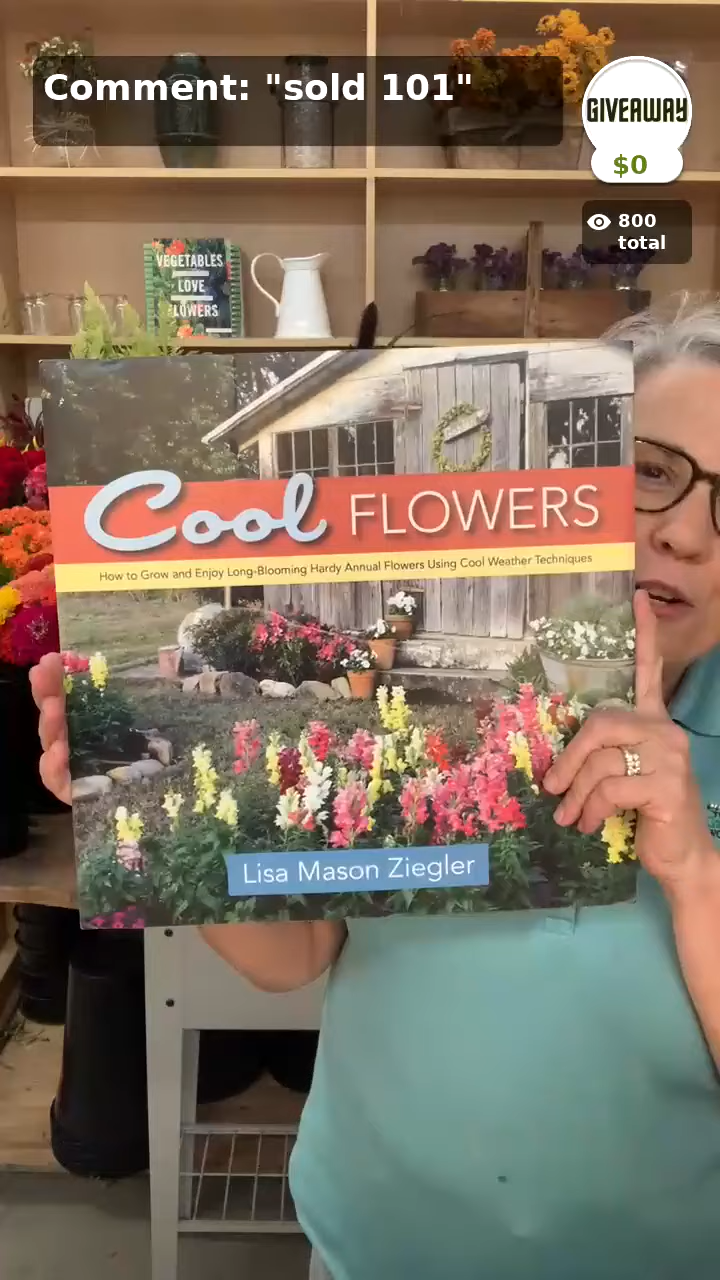 Comment: "sold 101"
GIVEAWAY
$0
800
total
VEGETABLES
LOVE
FLOWERS
Cool FLOWERS
How to Grow and Enjoy Long-Blooming Hardy Annual Flowers Using Cool Weather Techniques
Lisa Mason Ziegler